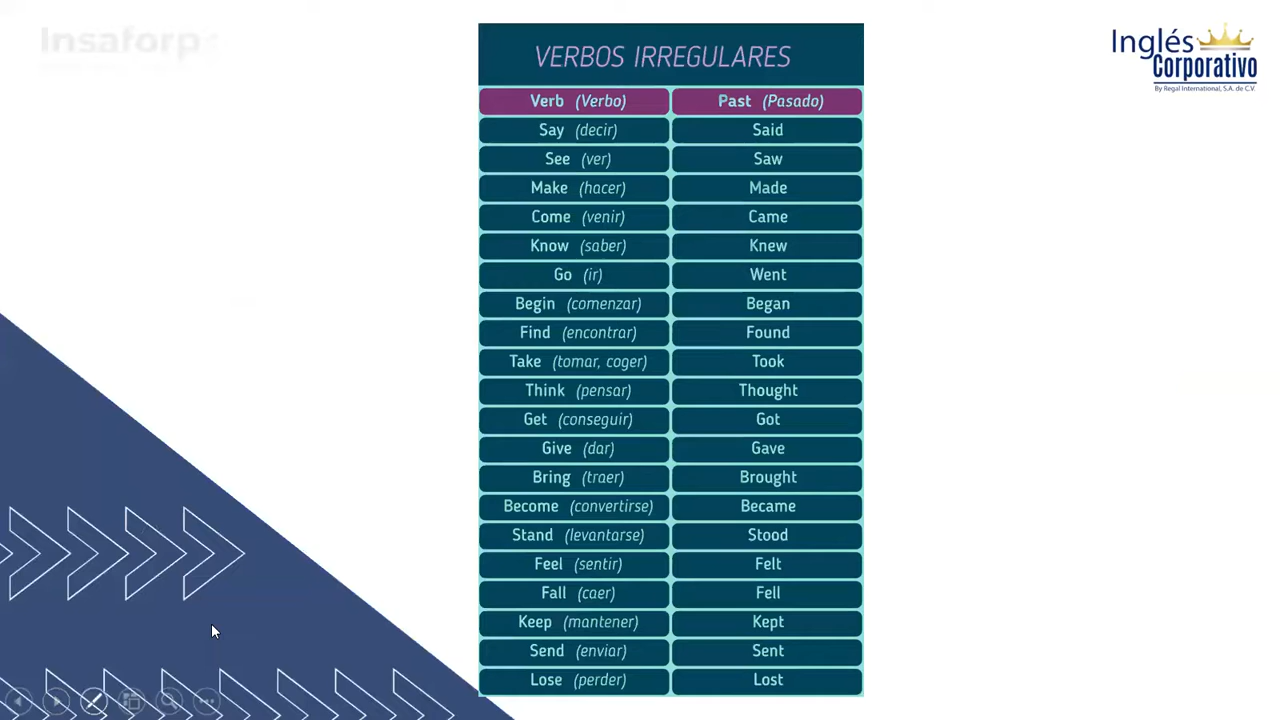 Insaforp
Inglés
Corporativo
By Regal International, S.A. de C.V.
VERBOS IRREGULARES
Verb (Verbo) Past (Pasado)
Say (decir) Said
See (ver) Saw
Make (hacer) Made
Come (venir) Came
Know (saber) Knew
Go (ir) Went
Begin (comenzar) Began
Find (encontrar) Found
Take (tomar, coger) Took
Think (pensar) Thought
Get (conseguir) Got
Give (dar) Gave
Bring (traer) Brought
Become (convertirse) Became
Stand (levantarse) Stood
Feel (sentir) Felt
Fall (caer) Fell
Keep (mantener) Kept
Send (enviar) Sent
Lose (perder) Lost